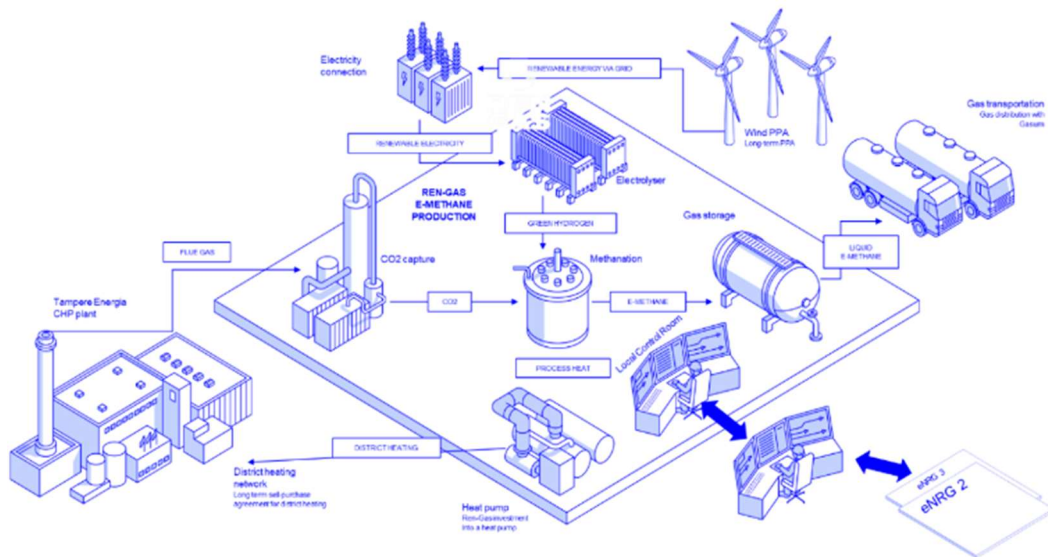 Electricity
connection
RENEWABLE ENERGY VIA GRID
Wind PPA
Long-term PPA
Gas transportation
Gas distribution with
Gasum
RENEWABLE ELECTRICITY
Electrolyser
REN-GAS
E-METHANE
PRODUCTION
GREEN HYDROGEN
Gas storage
LIQUID
E-METHANE
FLUE GAS
CO2 capture
Methanation
CO2
E-METHANE
Tampere Energia
CHP plant
Local Control Room
PROCESS HEAT
DISTRICT HEATING
District heating
network
Long term sell-purchase
agreement for district heating
Heat pump
Ren-Gas investment
into a heat pump
eNRG 3
eNRG 2